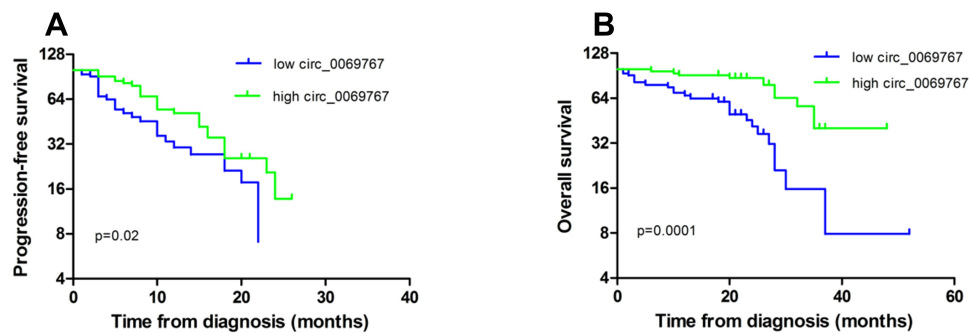 A
128
64
32
16
8
4
Progression-free survival
low circ_0069767
high circ_0069767
p=0.02
0 10 20 30 40
Time from diagnosis (months)
B
128
64
32
16
8
4
Overall survival
low circ_0069767
high circ_0069767
p=0.0001
0 20 40 60
Time from diagnosis (months)